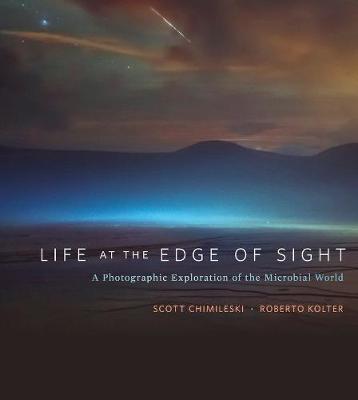 LIFE AT THE EDGE OF SIGHT
A Photographic Exploration of the Microbial World
SCOTT CHIMILESKI · ROBERTO KOLTER